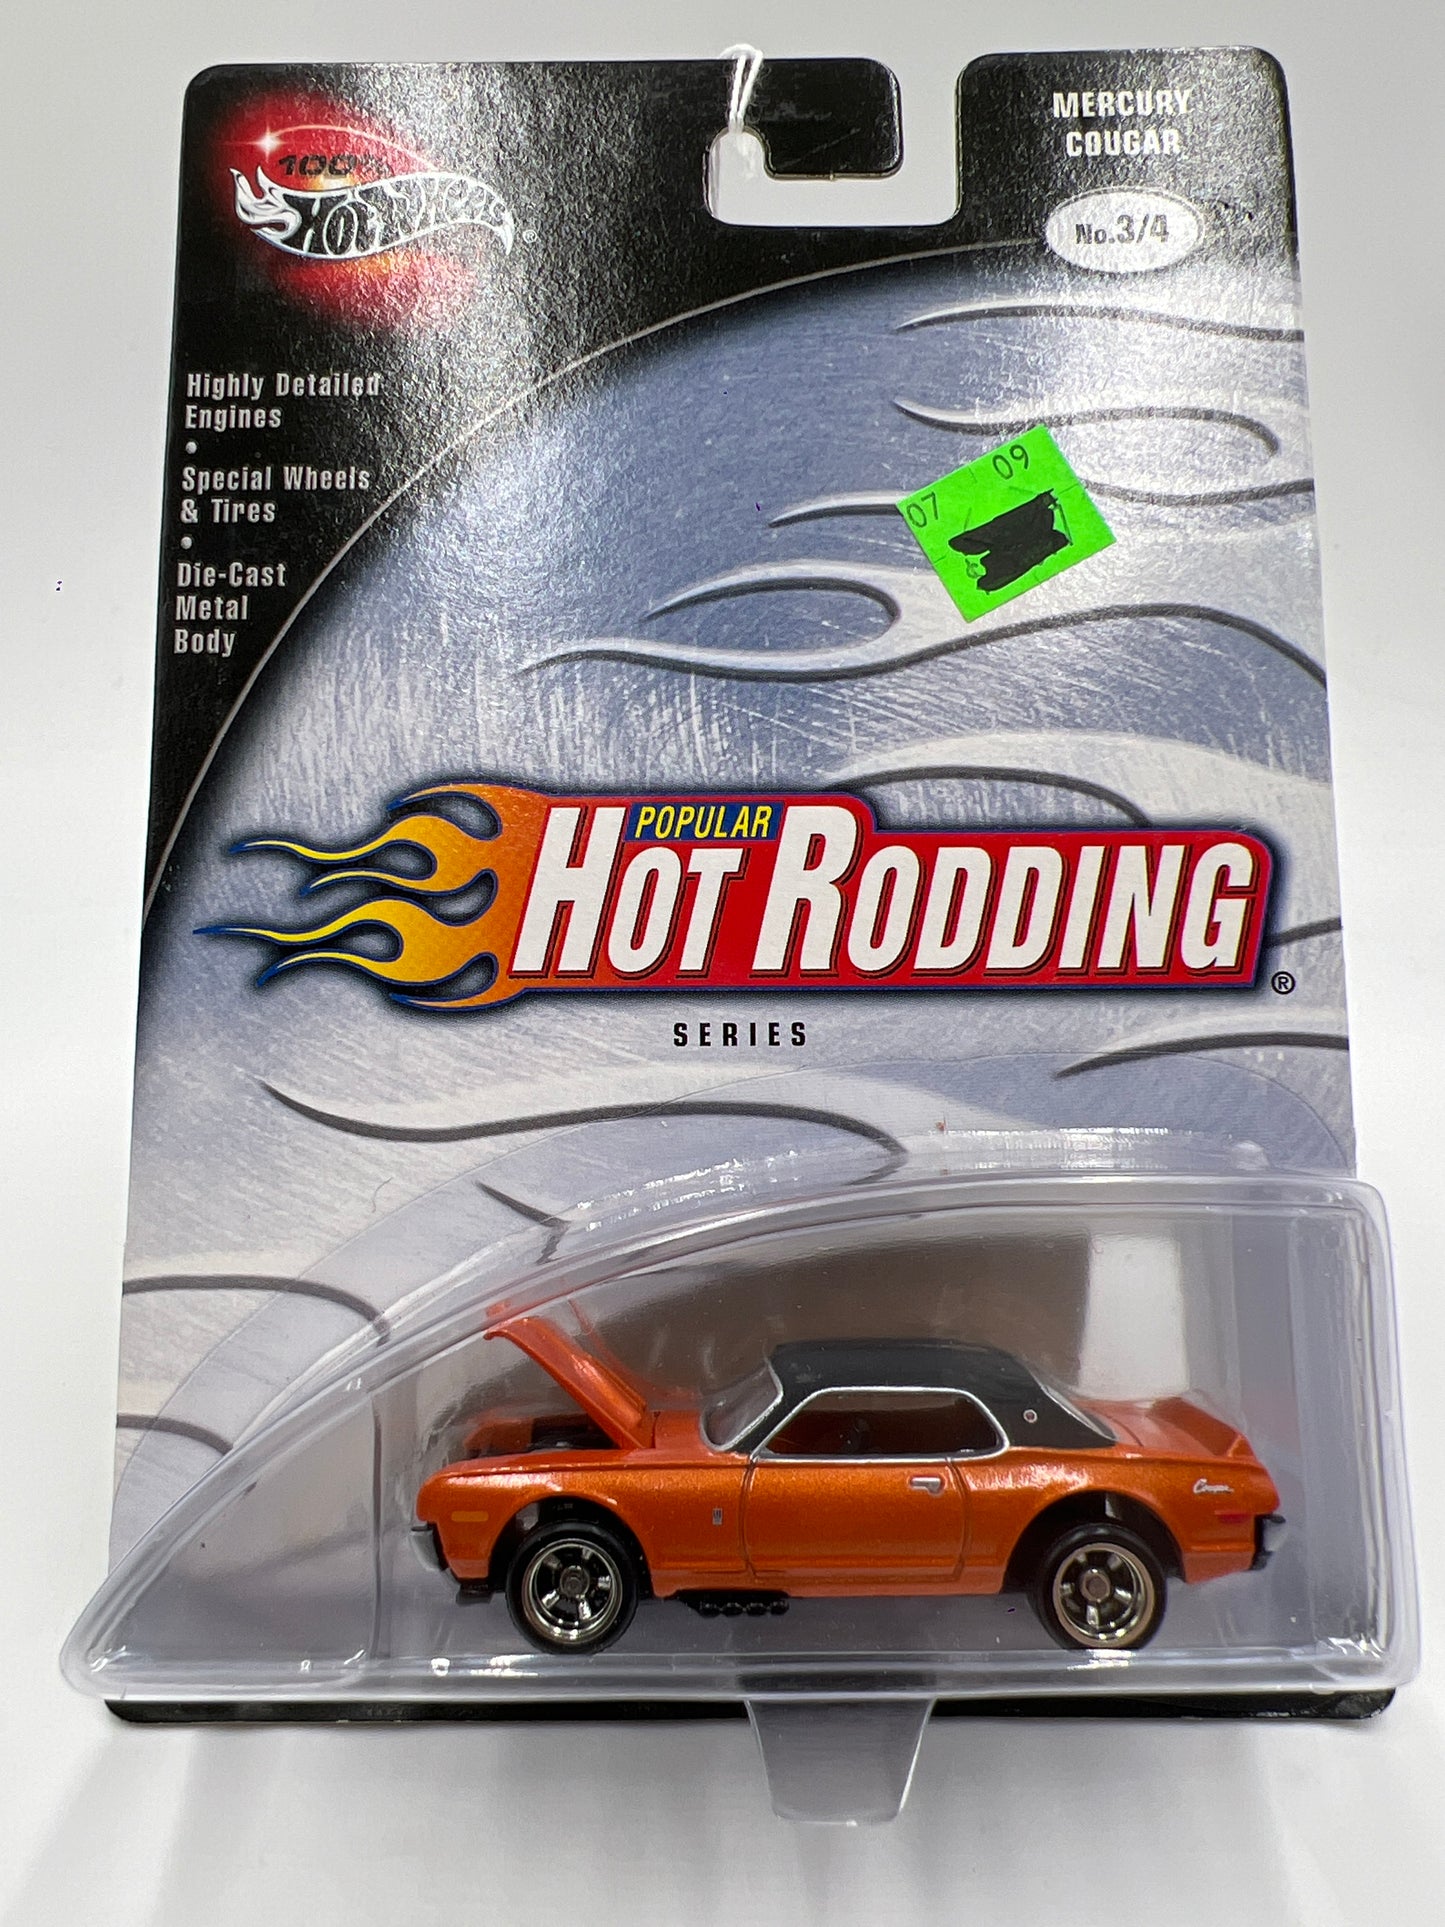 100%
Hot Wheels
®
MERCURY
COUGAR
No.3/4
Highly Detailed
Engines
•
Special Wheels
& Tires
•
Die-Cast
Metal
Body
07 09
POPULAR
HOT RODDING
®
SERIES
Cougar